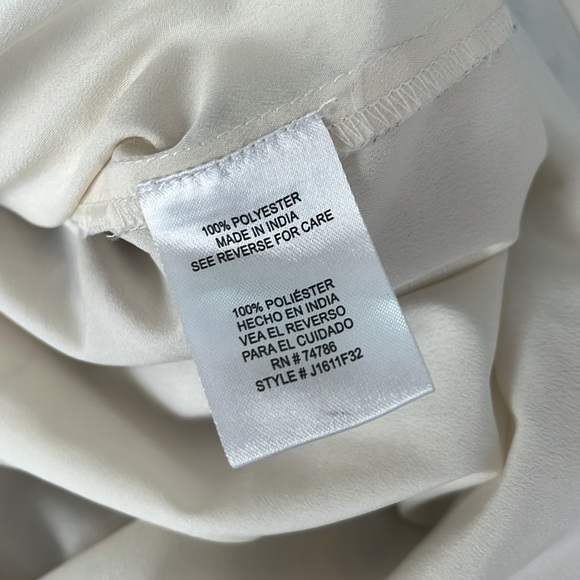 100% POLYESTER
MADE IN INDIA
SEE REVERSE FOR CARE
100% POLIÉSTER
HECHO EN INDIA
VEA EL REVERSO
PARA EL CUIDADO
RN # 74786
STYLE # J1611F32